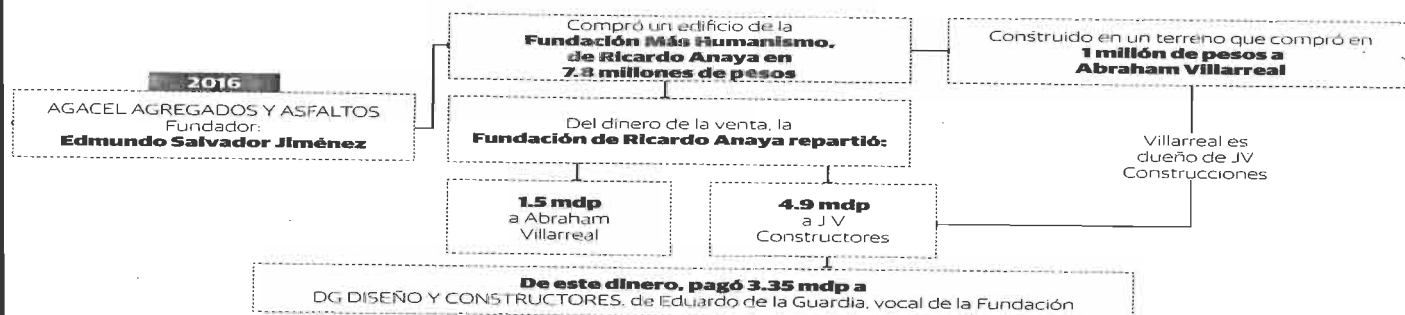 2016
AGACEL AGREGADOS Y ASFALTOS
Fundador:
Edmundo Salvador Jiménez
Compró un edificio de la
Fundación Más Humanismo,
de Ricardo Anaya en
7.8 millones de pesos
Construido en un terreno que compró en
1 millón de pesos a
Abraham Villarreal
Del dinero de la venta, la
Fundación de Ricardo Anaya repartió:
Villarreal es
dueño de JV
Construcciones
1.5 mdp
a Abraham
Villarreal
4.9 mdp
a J V
Constructores
De este dinero, pagó 3.35 mdp a
DG DISEÑO Y CONSTRUCTORES, de Eduardo de la Guardia, vocal de la Fundación